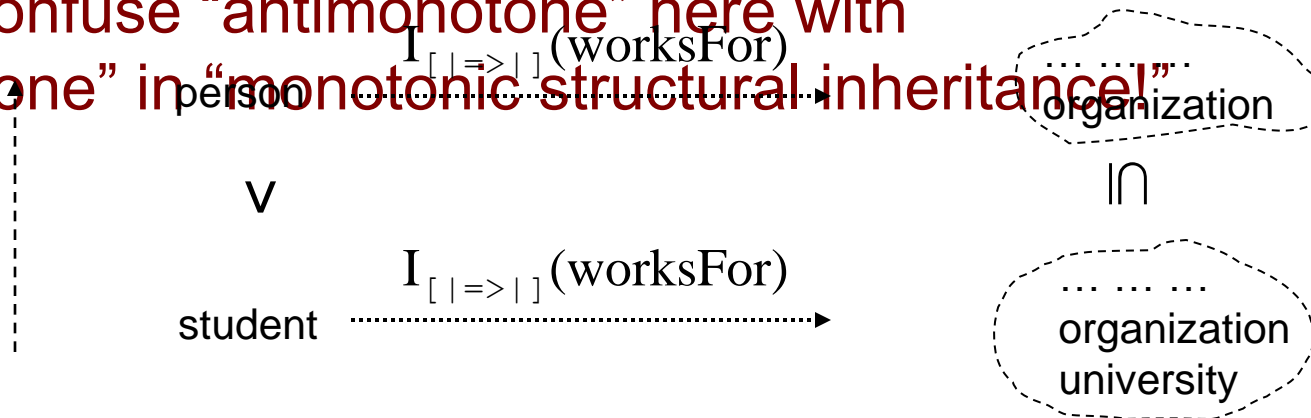 onfuse “antimonotone” here with
one” in “monotonic structural inheritance!”
I[|=>|](worksFor)
… … …
person
organization
∨
I∩
I[|=>|](worksFor)
… … …
student
organization
university